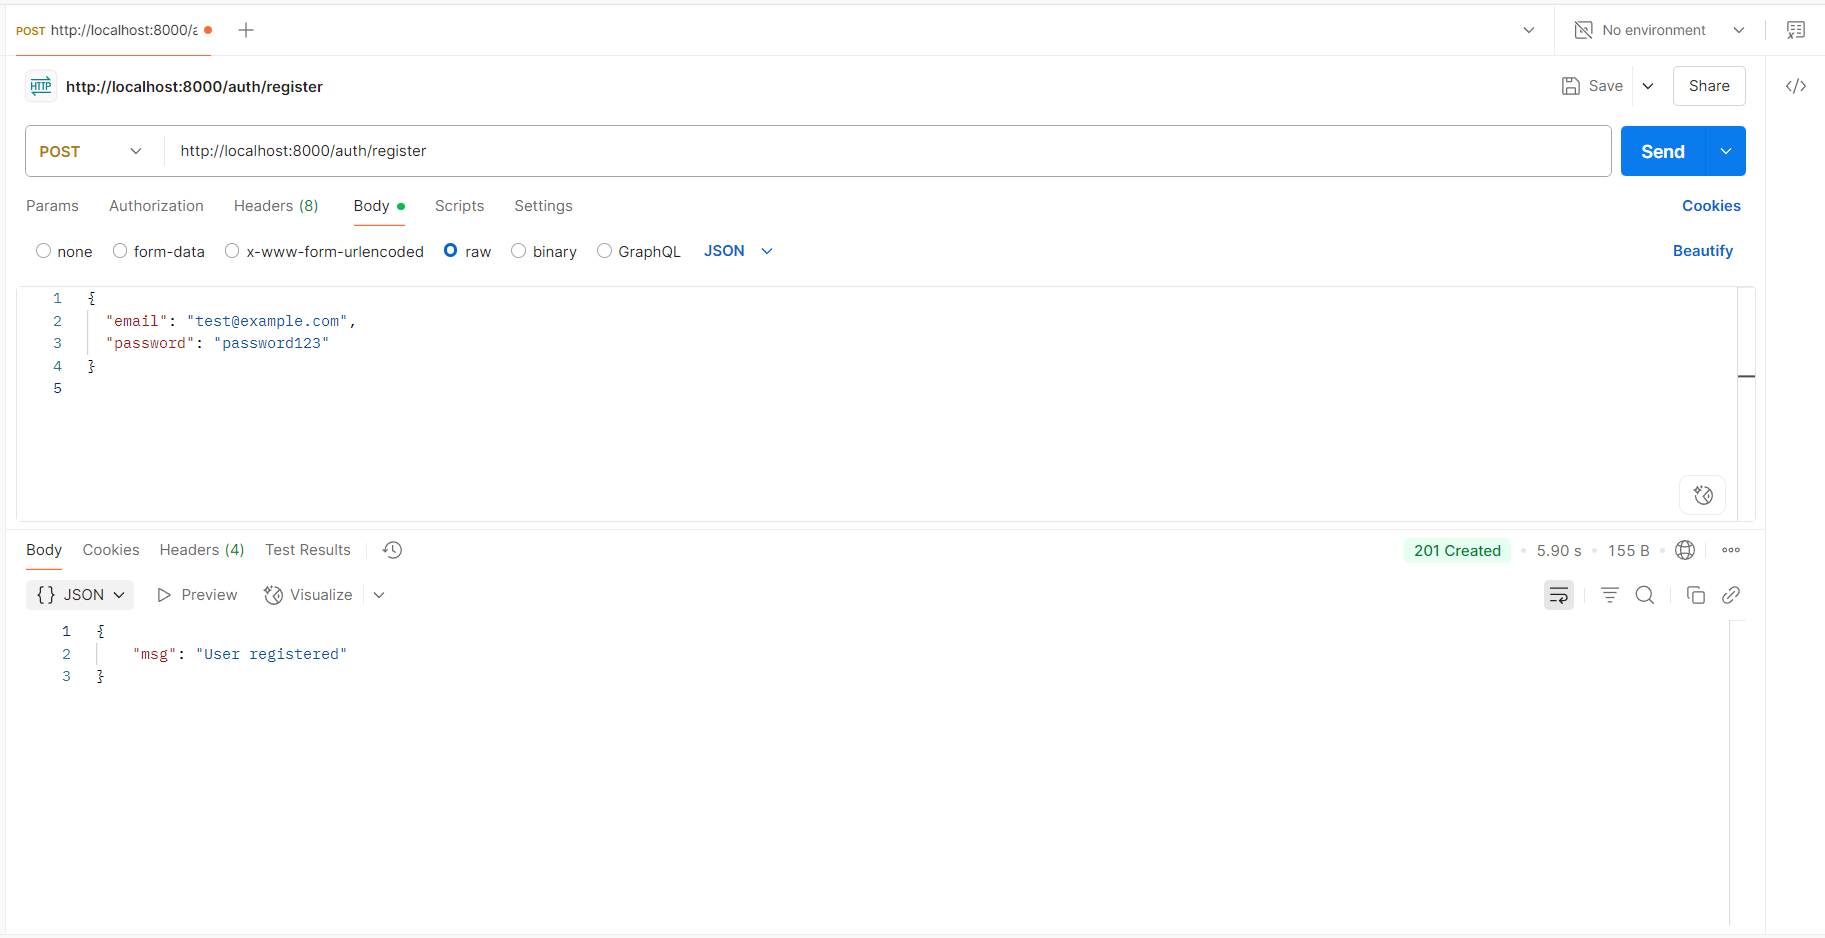 POST http://localhost:8000/a
No environment
HTTP http://localhost:8000/auth/register
Save
Share
POST
http://localhost:8000/auth/register
Send
Params
Authorization
Headers (8)
Body
Scripts
Settings
Cookies
none
form-data
x-www-form-urlencoded
raw
binary
GraphQL
JSON
Beautify
1 {
2 "email": "test@example.com",
3 "password": "password123"
4 }
5
Body
Cookies
Headers (4)
Test Results
201 Created
5.90 s
155 B
{} JSON
Preview
Visualize
1 {
2 "msg": "User registered"
3 }